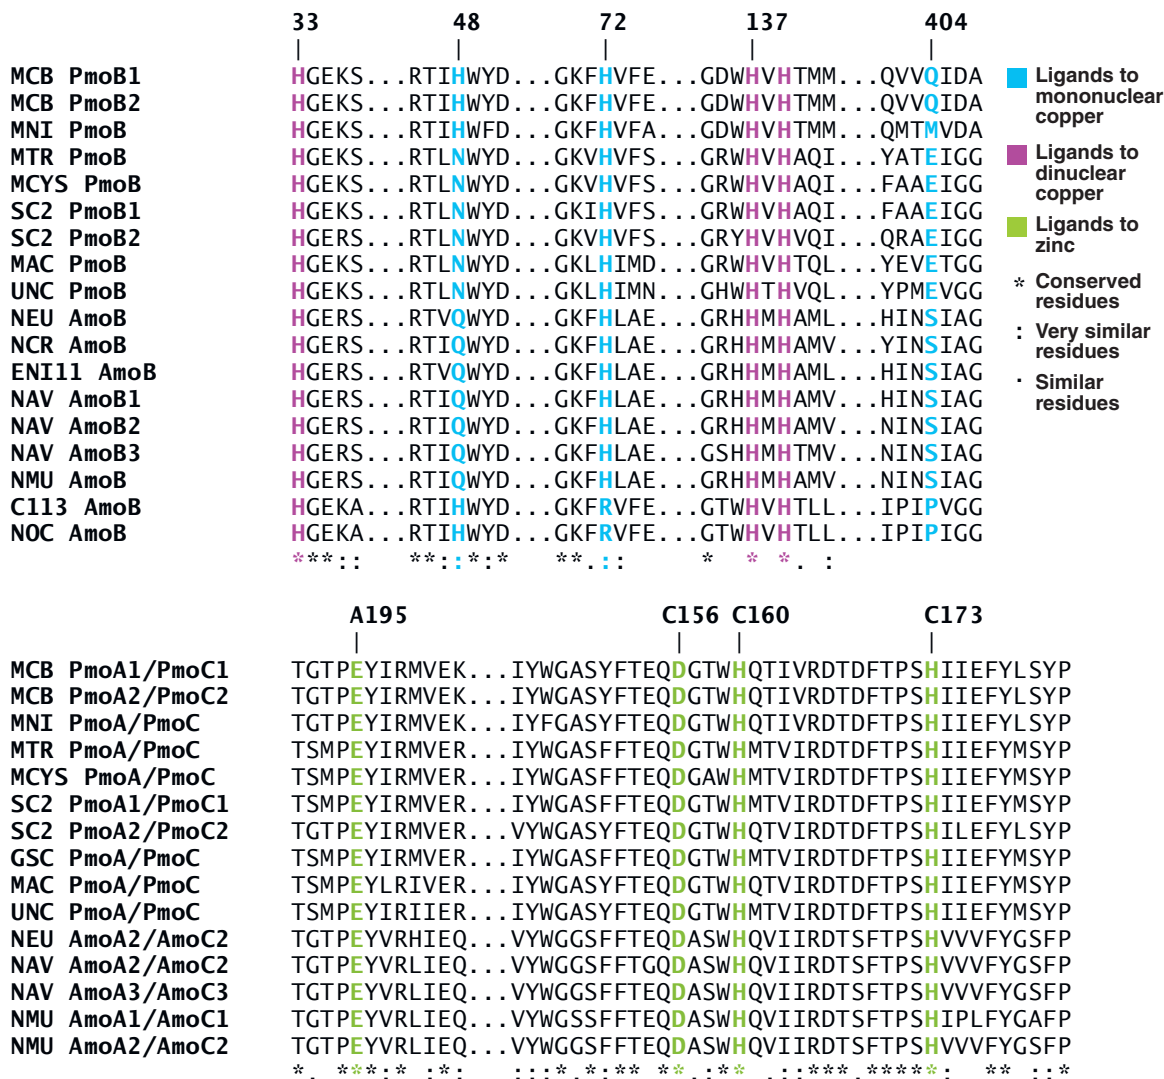 33 48 72 137 404
| | | | |
MCB PmoB1 HGEKS...RTIHWYD...GKFHVFE...GDWHVHTMM...QVVQIDA
MCB PmoB2 HGEKS...RTIHWYD...GKFHVFE...GDWHVHTMM...QVVQIDA
MNI PmoB HGEKS...RTIHWFD...GKFHVFA...GDWHVHTMM...QMTMVDA
MTR PmoB HGEKS...RTLNWYD...GKVHVFS...GRWHVHAQI...YATEIGG
MCYS PmoB HGEKS...RTLNWYD...GKVHVFS...GRWHVHAQI...FAAEIGG
SC2 PmoB1 HGEKS...RTLNWYD...GKIHVFS...GRWHVHAQI...FAAEIGG
SC2 PmoB2 HGERS...RTLNWYD...GKVHVFS...GRYHVHVQI...QRAEIGG
MAC PmoB HGEKS...RTLNWYD...GKLHIMD...GRWHVHTQL...YEVETGG
UNC PmoB HGEKS...RTLNWYD...GKLHIMN...GHWHTHVQL...YPMEVGG
NEU AmoB HGERS...RTVQWYD...GKFHLAE...GRHHMHAML...HINSIAG
NCR AmoB HGERS...RTIQWYD...GKFHLAE...GRHHMHAMV...YINSIAG
ENI11 AmoB HGERS...RTVQWYD...GKFHLAE...GRHHMHAML...HINSIAG
NAV AmoB1 HGERS...RTIQWYD...GKFHLAE...GRHHMHAMV...HINSIAG
NAV AmoB2 HGERS...RTIQWYD...GKFHLAE...GRHHMHAMV...NINSIAG
NAV AmoB3 HGERS...RTIQWYD...GKFHLAE...GSHHMHTMV...NINSIAG
NMU AmoB HGERS...RTIQWYD...GKFHLAE...GRHHMHAMV...NINSIAG
C113 AmoB HGEKA...RTIHWYD...GKFRVFE...GTWHVHTLL...IPIPVGG
NOC AmoB HGEKA...RTIHWYD...GKFRVFE...GTWHVHTLL...IPIPIGG
***:: **::*:* **.:: * * *. :
Ligands to
mononuclear
copper
Ligands to
dinuclear
copper
Ligands to
zinc
* Conserved
residues
: Very similar
residues
. Similar
residues
A195 C156 C160 C173
| | | |
MCB PmoA1/PmoC1 TGTPEYIRMVEK...IYWGASYFTEQDGTWHQTIVRDTDFTPSHIIEFYLSYP
MCB PmoA2/PmoC2 TGTPEYIRMVEK...IYWGASYFTEQDGTWHQTIVRDTDFTPSHIIEFYLSYP
MNI PmoA/PmoC TGTPEYIRMVEK...IYFGASYFTEQDGTWHQTIVRDTDFTPSHIIEFYLSYP
MTR PmoA/PmoC TSMPEYIRMVER...IYWGASFFTEQDGTWHMTVIRDTDFTPSHIIEFYMSYP
MCYS PmoA/PmoC TSMPEYIRMVER...IYWGASFFTEQDGAWHMTVIRDTDFTPSHIIEFYMSYP
SC2 PmoA1/PmoC1 TSMPEYIRMVER...IYWGASFFTEQDGTWHMTVIRDTDFTPSHIIEFYMSYP
SC2 PmoA2/PmoC2 TGTPEYIRMVER...VYWGASYFTEQDGTWHQTVIRDTDFTPSHILEFYLSYP
GSC PmoA/PmoC TSMPEYIRMVER...IYWGASFFTEQDGTWHMTVIRDTDFTPSHIIEFYMSYP
MAC PmoA/PmoC TSMPEYLRIVER...IYWGASFFTEQDGTWHQTVIRDTDFTPSHIIEFYMSYP
UNC PmoA/PmoC TSMPEYIRIIER...IYWGASFFTEQDGTWHMTVIRDTDFTPSHIIEFYMSYP
NEU AmoA2/AmoC2 TGTPEYVRHIEQ...VYWGGSFFTEQDASWHQVIIRDTSFTPSHVVVFYGSFP
NAV AmoA2/AmoC2 TGTPEYVRLIEQ...VYWGGSFFTGQDASWHQVIIRDTSFTPSHVVVFYGSFP
NAV AmoA3/AmoC3 TGTPEYVRLIEQ...VYWGGSFFTEQDASWHQVIIRDTSFTPSHVVVFYGSFP
NMU AmoA1/AmoC1 TGTPEYVRLIEQ...VYWGGSFFTEQDASWHQVIIRDTSFTPSHIPLFYGAFP
NMU AmoA2/AmoC2 TGTPEYVRLIEQ...VYWGGSFFTEQDASWHQVIIRDTSFTPSHVVVFYGSFP